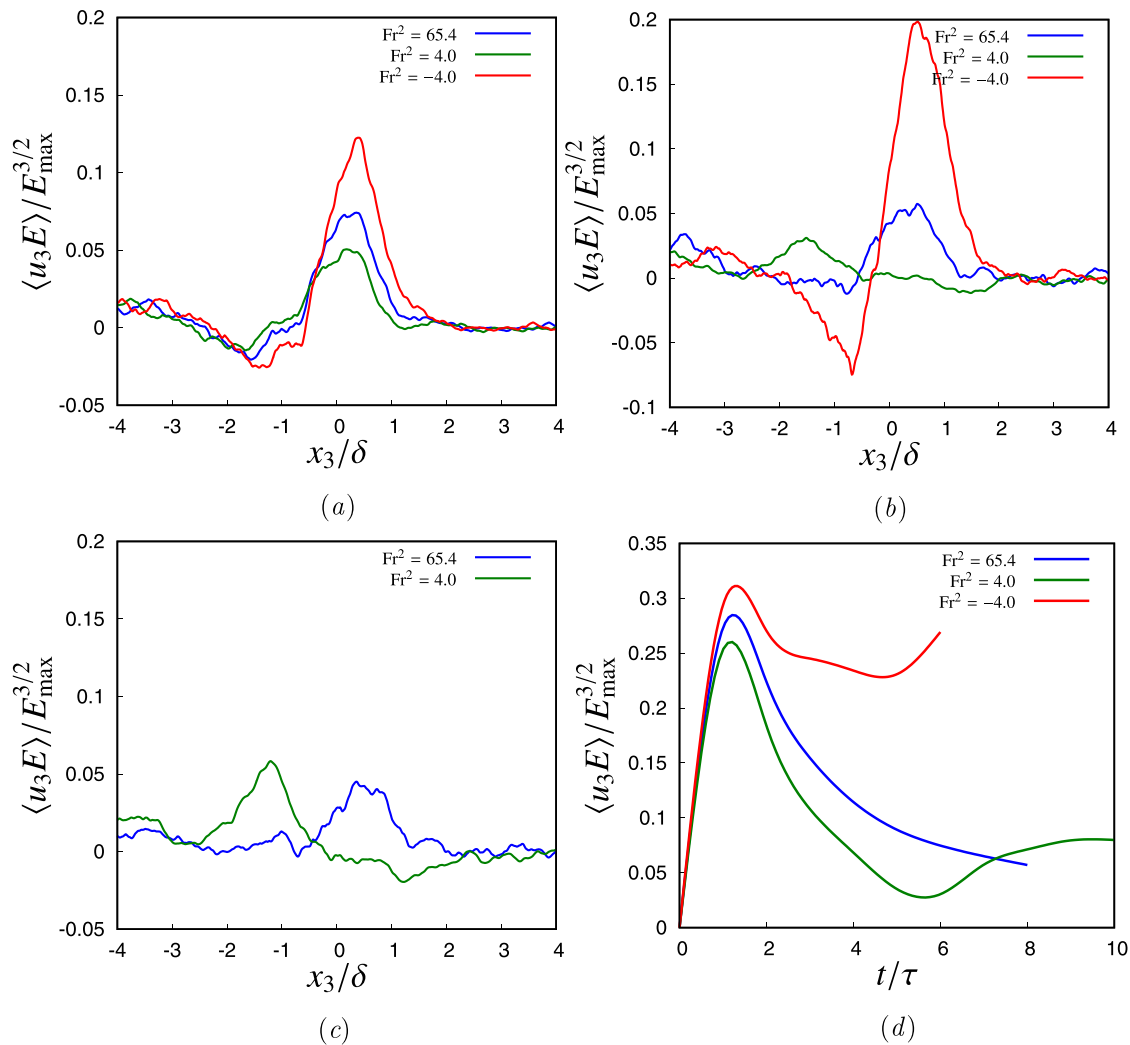 0.2
0.15
0.1
0.05
0
-0.05
⟨u₃E⟩/E_max^{3/2}
Fr² = 65.4
Fr² = 4.0
Fr² = −4.0
-4 -3 -2 -1 0 1 2 3 4
x₃/δ
(a)
0.2
0.15
0.1
0.05
0
-0.05
-0.1
⟨u₃E⟩/E_max^{3/2}
Fr² = 65.4
Fr² = 4.0
Fr² = −4.0
-4 -3 -2 -1 0 1 2 3 4
x₃/δ
(b)
0.2
0.15
0.1
0.05
0
-0.05
⟨u₃E⟩/E_max^{3/2}
Fr² = 65.4
Fr² = 4.0
-4 -3 -2 -1 0 1 2 3 4
x₃/δ
(c)
0.35
0.3
0.25
0.2
0.15
0.1
0.05
0
⟨u₃E⟩/E_max^{3/2}
Fr² = 65.4
Fr² = 4.0
Fr² = −4.0
0 2 4 6 8 10
t/τ
(d)